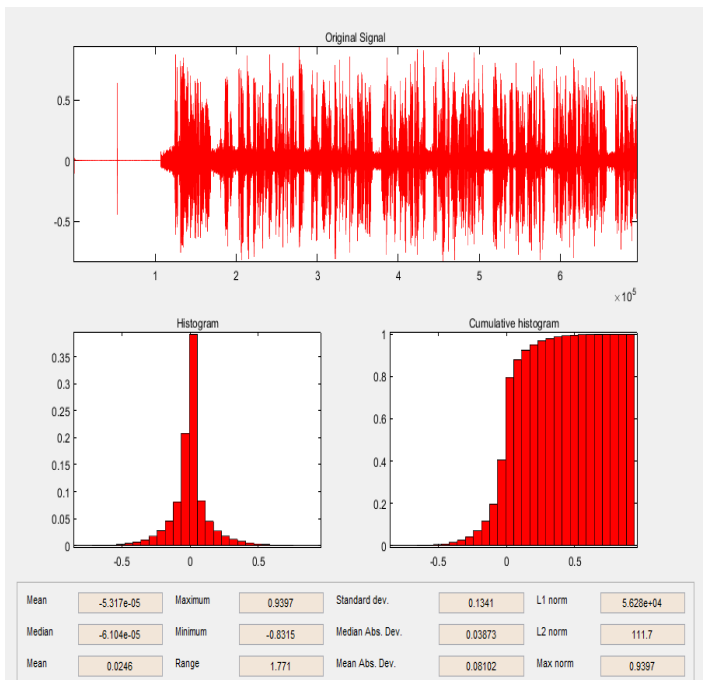 Original Signal
0.5
0
-0.5
1 2 3 4 5 6
×10^5
Histogram Cumulative histogram
0.35
0.3
0.25
0.2
0.15
0.1
0.05
0
-0.5 0 0.5
1
0.8
0.6
0.4
0.2
0
-0.5 0 0.5
Mean -5.317e-05 Maximum 0.9397 Standard dev. 0.1341 L1 norm 5.628e+04
Median -6.104e-05 Minimum -0.8315 Median Abs. Dev. 0.03873 L2 norm 111.7
Mean 0.0246 Range 1.771 Mean Abs. Dev. 0.08102 Max norm 0.9397